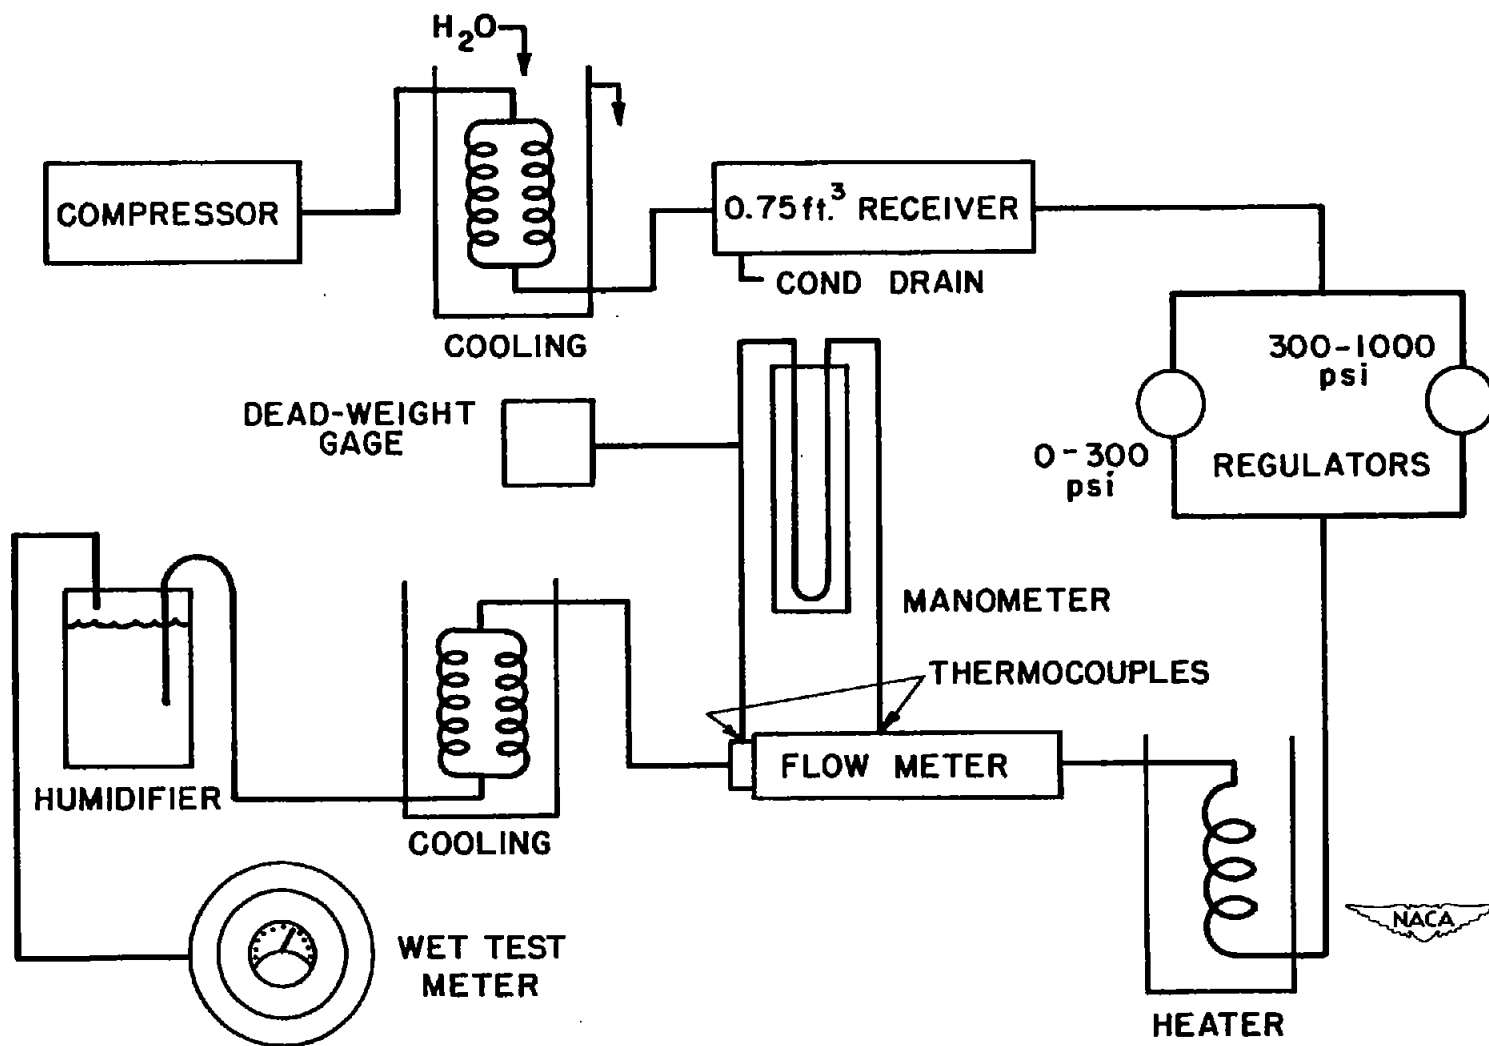 H2O
COMPRESSOR
0.75 ft.³ RECEIVER
COND DRAIN
COOLING
300-1000
psi
DEAD-WEIGHT
GAGE
0-300
psi
REGULATORS
MANOMETER
THERMOCOUPLES
FLOW METER
HUMIDIFIER
COOLING
WET TEST
METER
NACA
HEATER